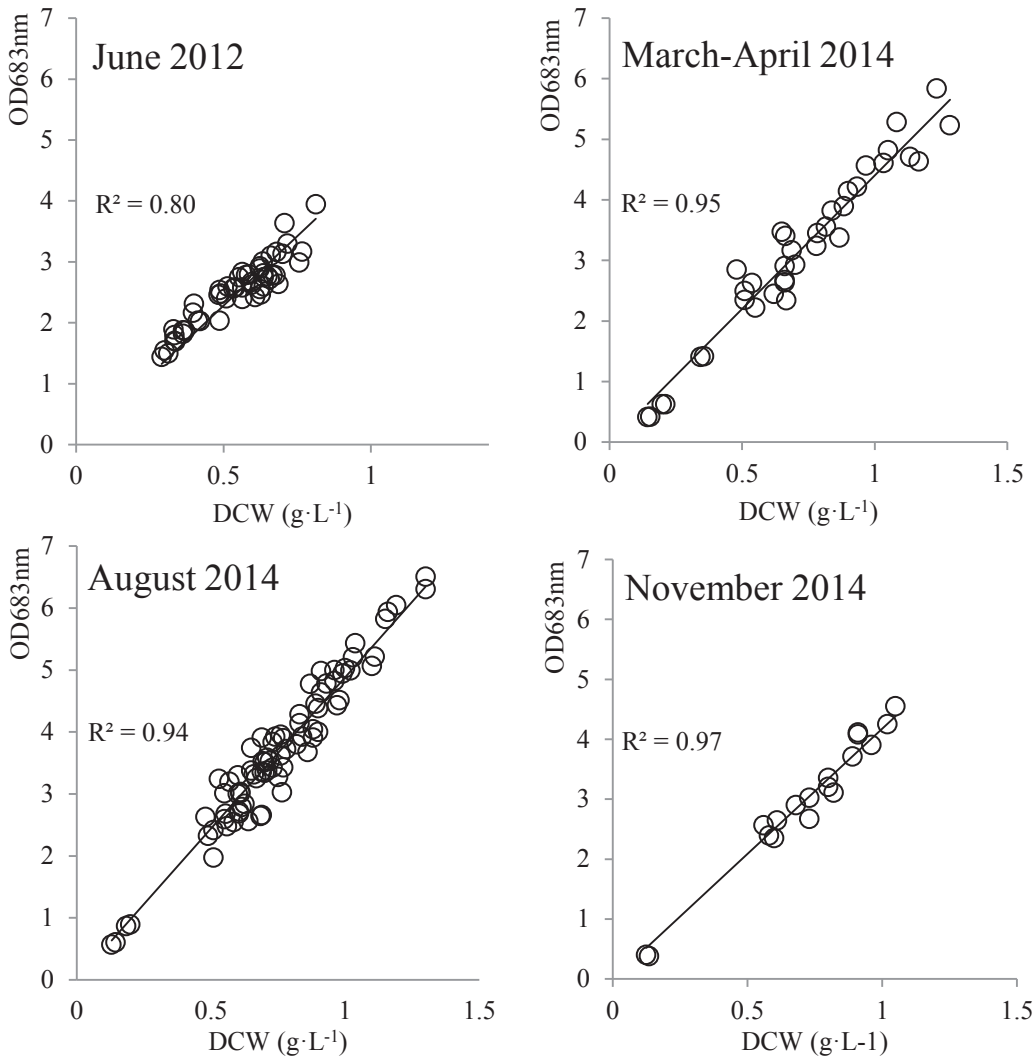 OD683nm
7
6
5
4
3
2
1
0
June 2012
R² = 0.80
0 0.5 1
DCW (g·L⁻¹)
OD683nm
7
6
5
4
3
2
1
0
March-April 2014
R² = 0.95
0 0.5 1 1.5
DCW (g·L⁻¹)
OD683nm
7
6
5
4
3
2
1
0
August 2014
R² = 0.94
0 0.5 1 1.5
DCW (g·L⁻¹)
OD683nm
7
6
5
4
3
2
1
0
November 2014
R² = 0.97
0 0.5 1 1.5
DCW (g·L-1)